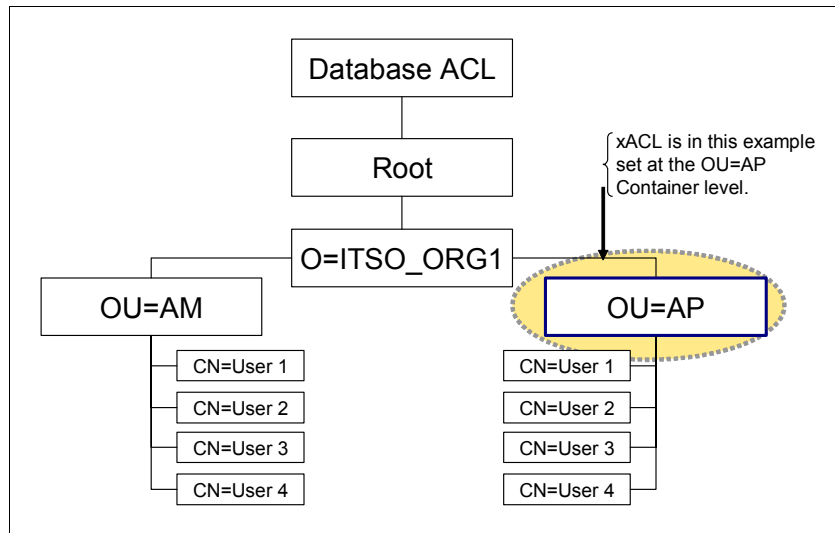 Database ACL
Root
xACL is in this example
set at the OU=AP
Container level.
O=ITSO_ORG1
OU=AM
OU=AP
CN=User 1
CN=User 2
CN=User 3
CN=User 4
CN=User 1
CN=User 2
CN=User 3
CN=User 4